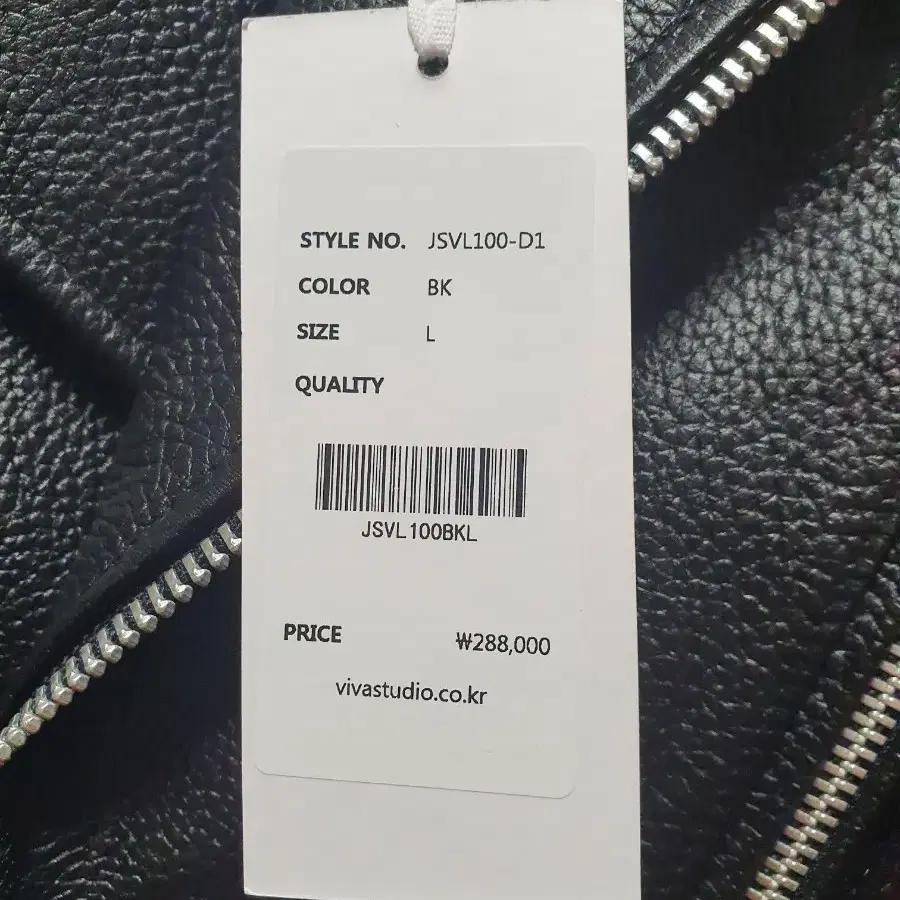 STYLE NO. JSVL100-D1
COLOR BK
SIZE L
QUALITY
JSVL100BKL
PRICE ₩288,000
vivastudio.co.kr